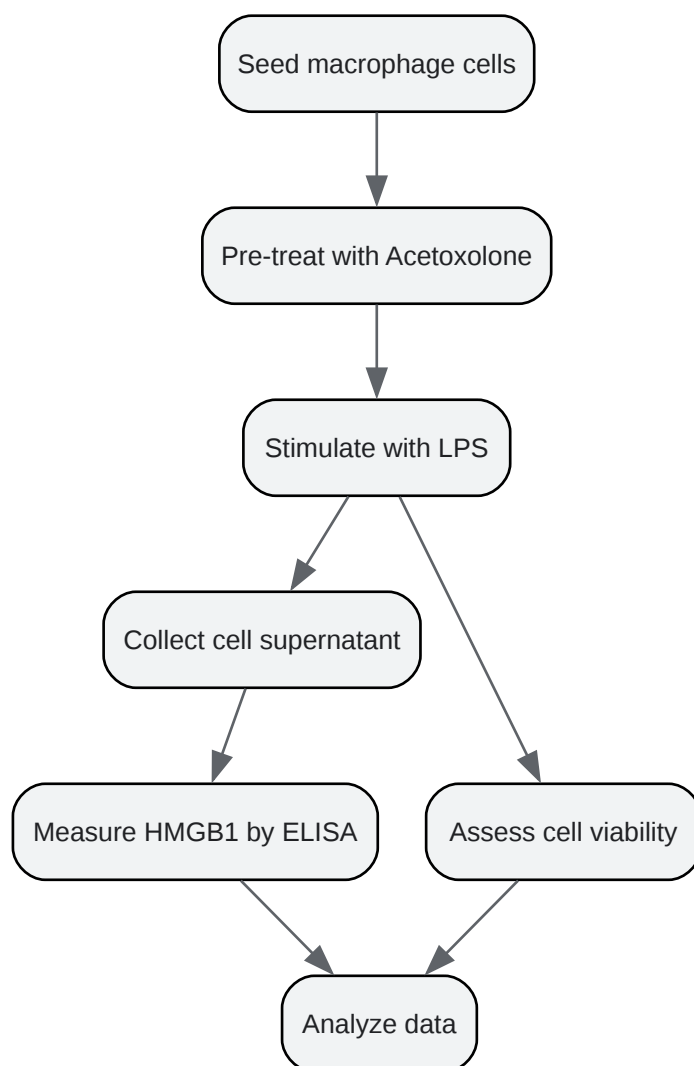 Seed macrophage cells
Pre-treat with Acetoxolone
Stimulate with LPS
Collect cell supernatant
Measure HMGB1 by ELISA
Assess cell viability
Analyze data